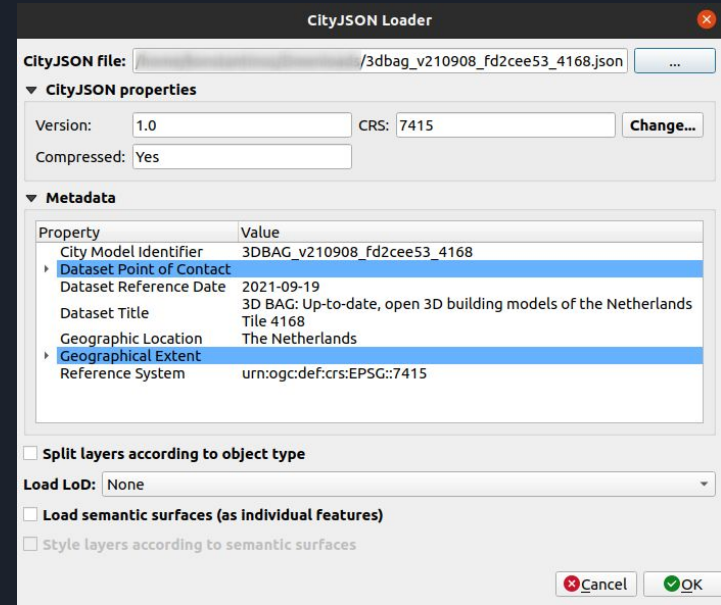 CityJSON Loader
CityJSON file: /3dbag_v210908_fd2cee53_4168.json ...
CityJSON properties
Version: 1.0 CRS: 7415 Change...
Compressed: Yes
Metadata
Property Value
City Model Identifier 3DBAG_v210908_fd2cee53_4168
Dataset Point of Contact
Dataset Reference Date 2021-09-19
Dataset Title 3D BAG: Up-to-date, open 3D building models of the Netherlands
Tile 4168
Geographic Location The Netherlands
Geographical Extent
Reference System urn:ogc:def:crs:EPSG::7415
Split layers according to object type
Load LoD: None
Load semantic surfaces (as individual features)
Style layers according to semantic surfaces
Cancel OK